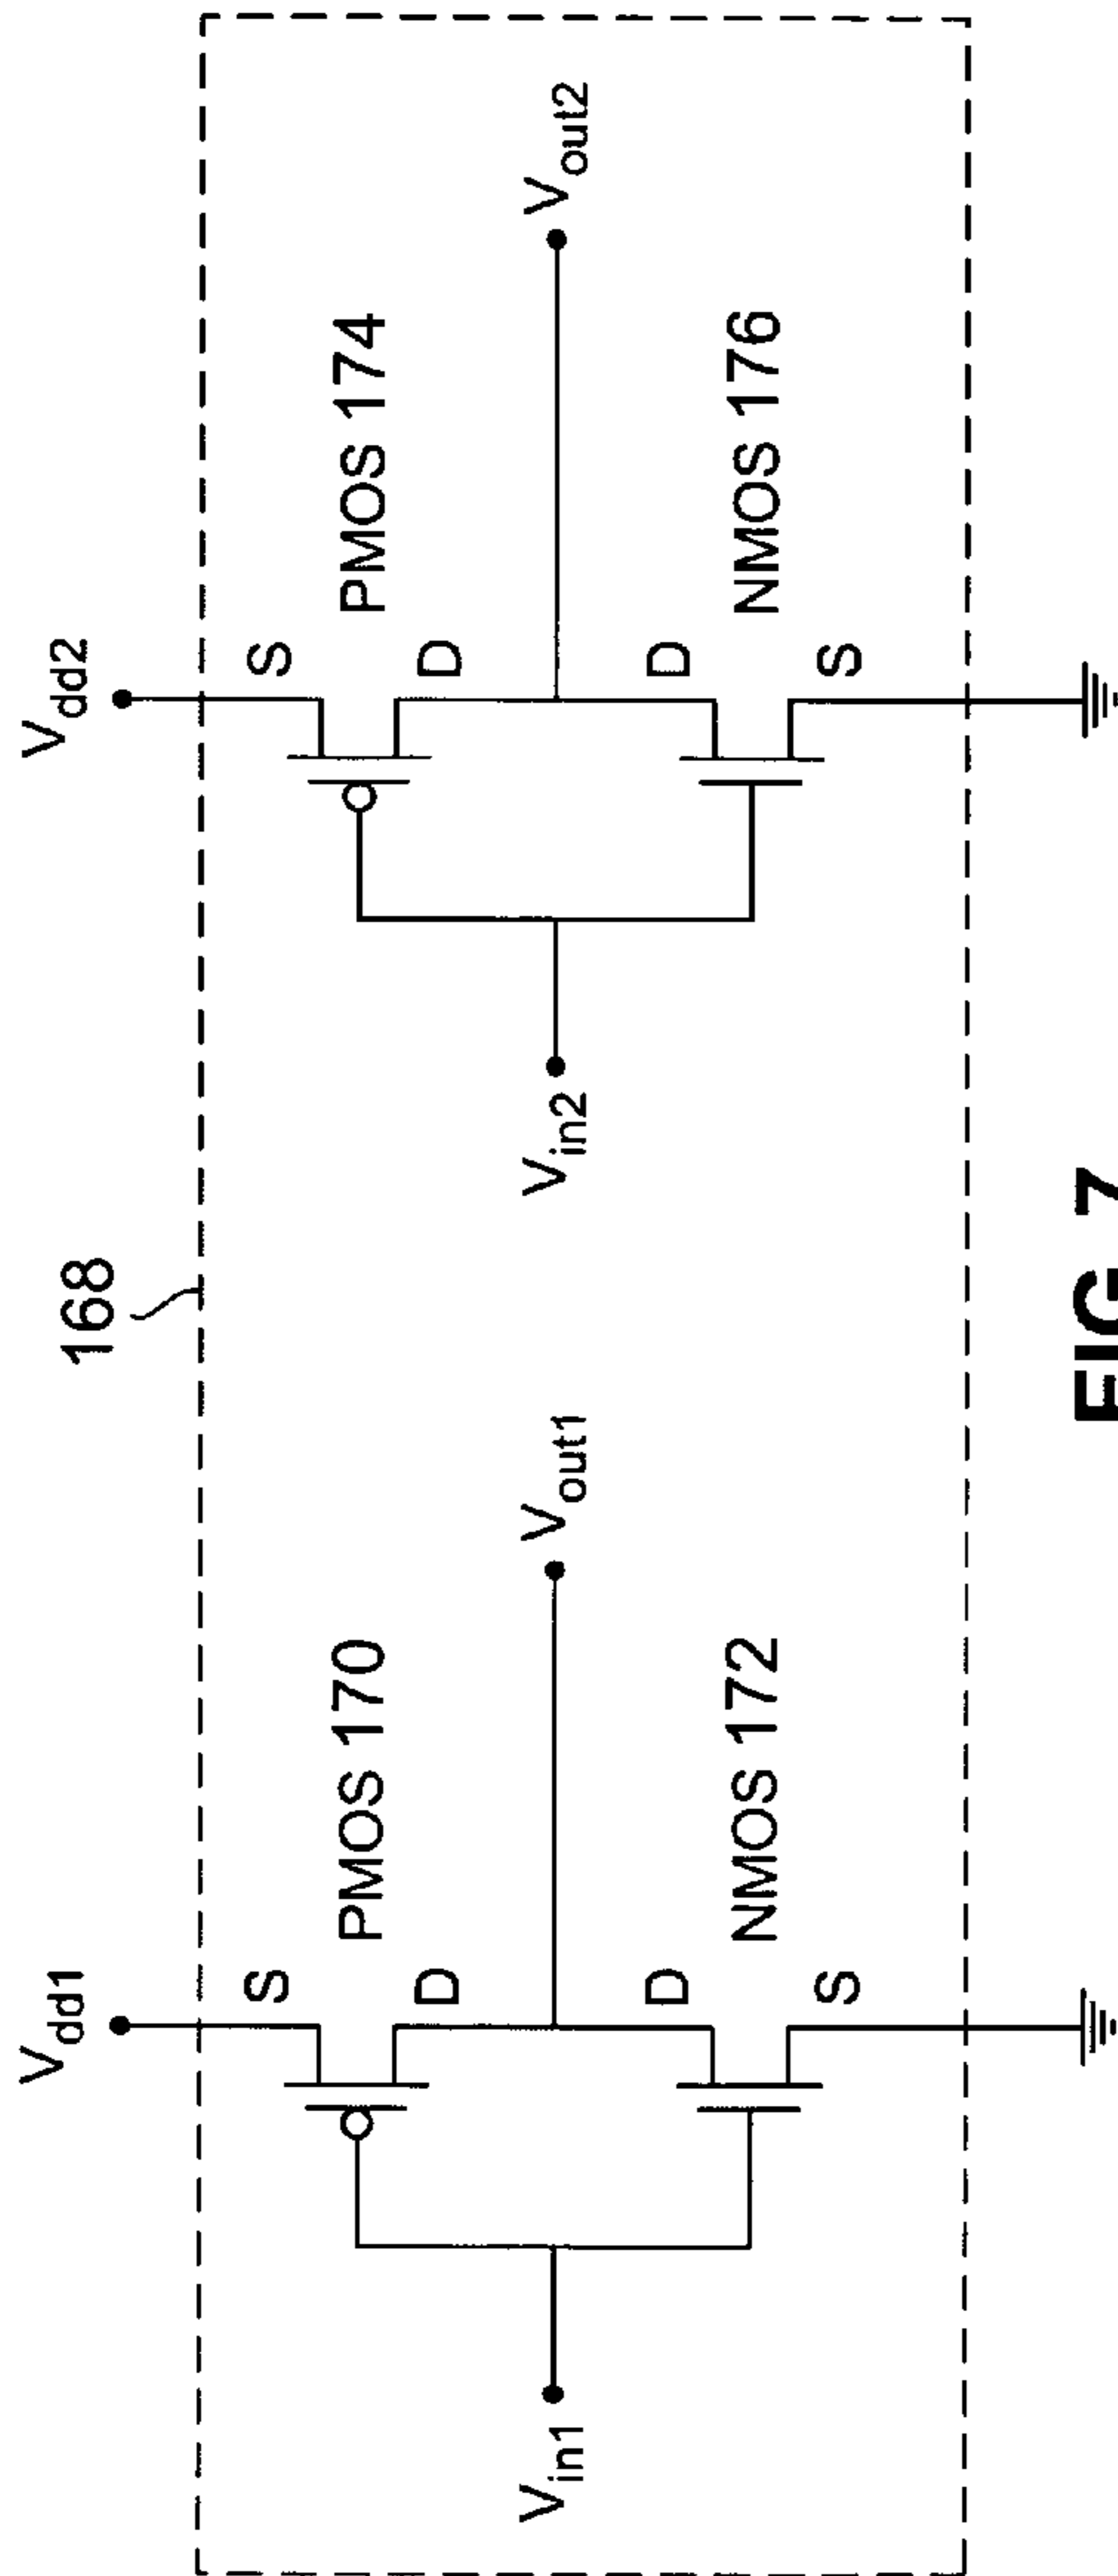 168
V_dd1
V_dd2
S
PMOS 170
D
S
PMOS 174
D
V_in1
V_out1
V_in2
V_out2
D
NMOS 172
S
D
NMOS 176
S
FIG. 7